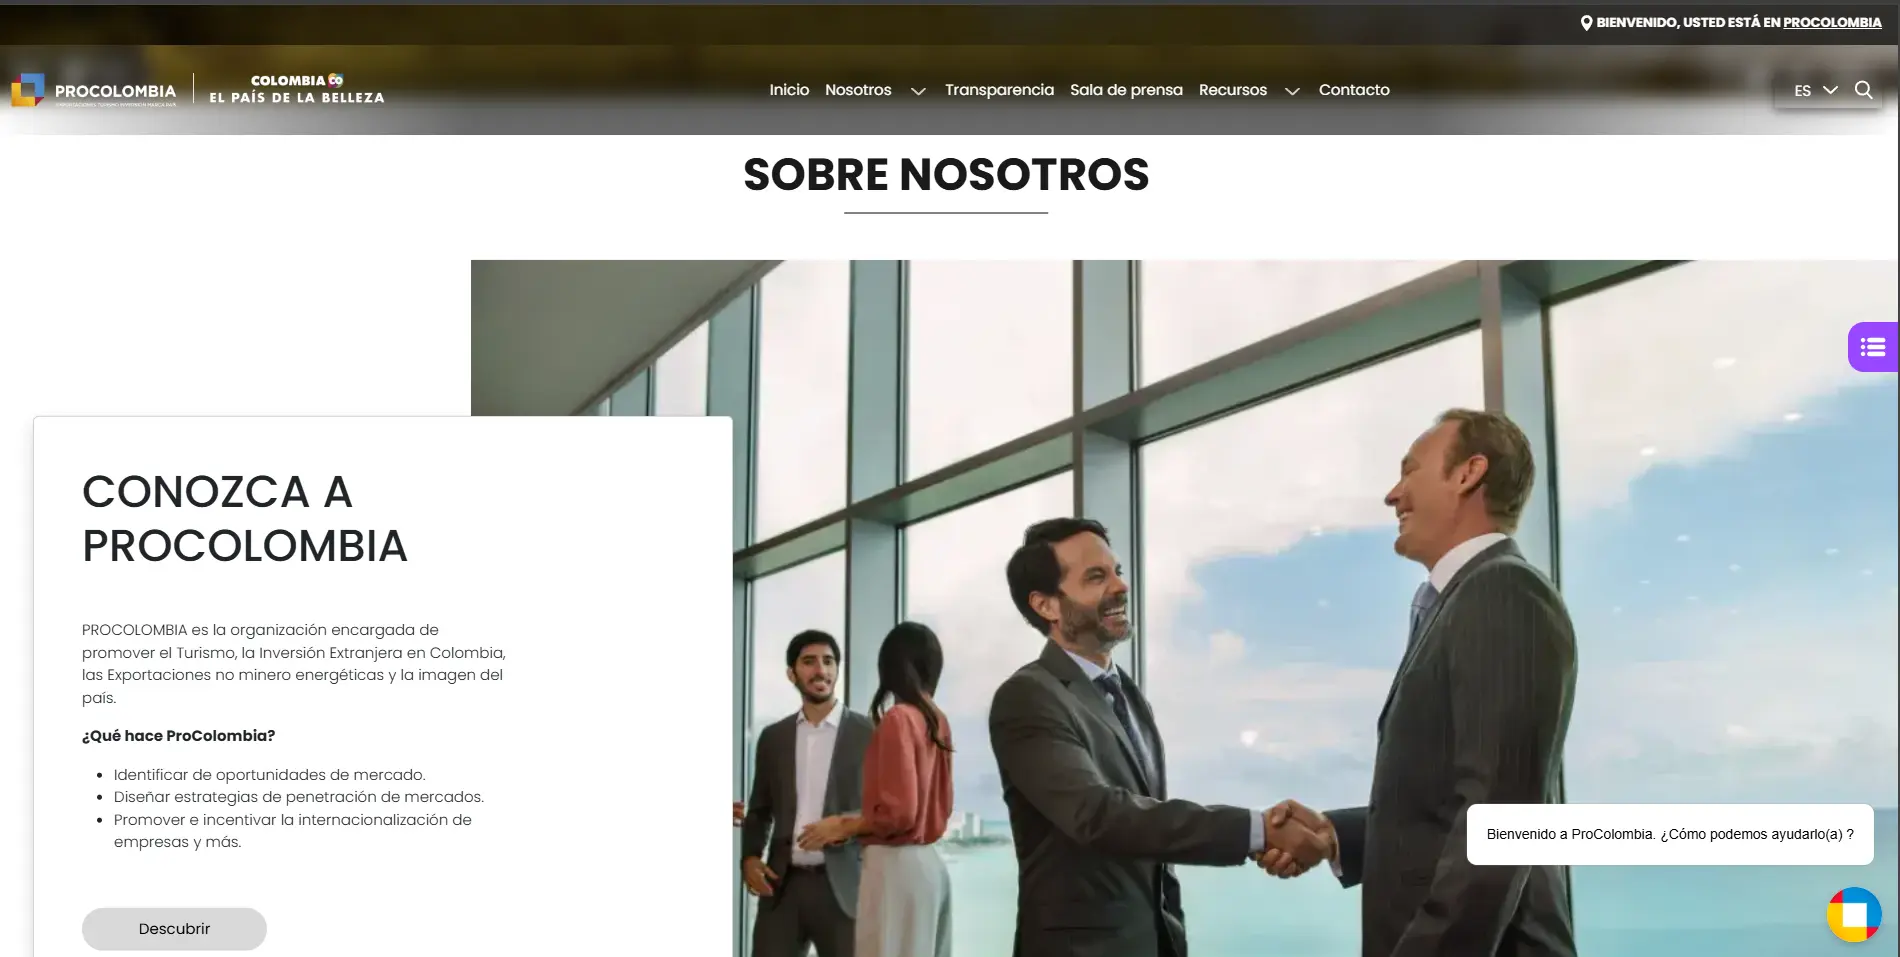 BIENVENIDO, USTED ESTÁ EN PROCOLOMBIA
PROCOLOMBIA
COLOMBIA CO
EL PAÍS DE LA BELLEZA
Inicio Nosotros Transparencia Sala de prensa Recursos Contacto
ES
SOBRE NOSOTROS
CONOZCA A
PROCOLOMBIA
PROCOLOMBIA es la organización encargada de
promover el Turismo, la Inversión Extranjera en Colombia,
las Exportaciones no minero energéticas y la imagen del
país.
¿Qué hace ProColombia?
• Identificar de oportunidades de mercado.
• Diseñar estrategias de penetración de mercados.
• Promover e incentivar la internacionalización de
empresas y más.
Descubrir
Bienvenido a ProColombia. ¿Cómo podemos ayudarlo(a) ?